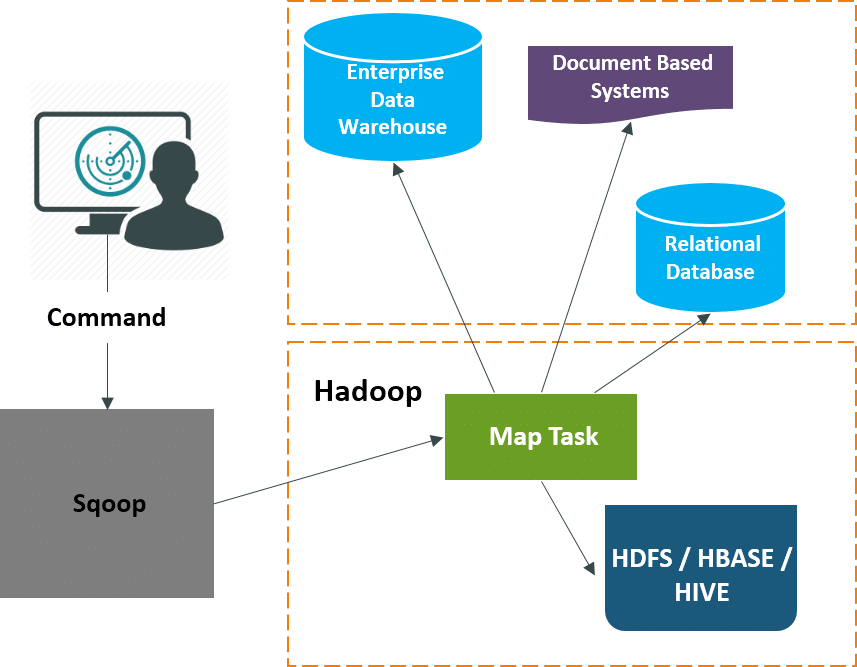 Enterprise
Data
Warehouse
Document Based
Systems
Relational
Database
Command
Hadoop
Map Task
Sqoop
HDFS / HBASE /
HIVE